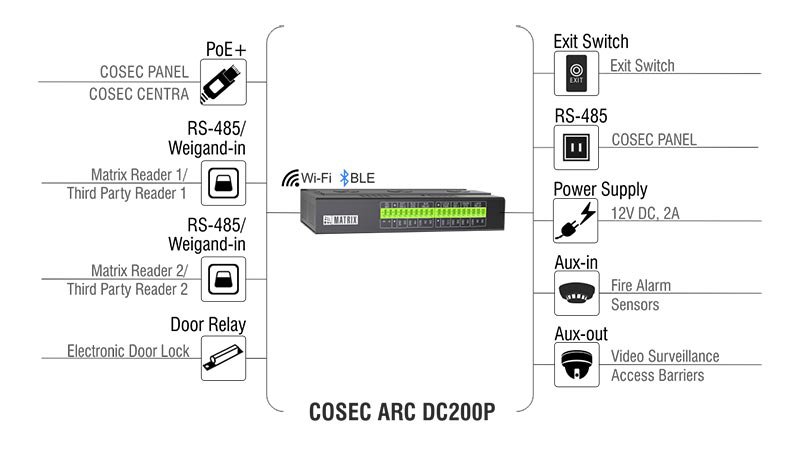 PoE+
COSEC PANEL
COSEC CENTRA
RS-485/
Weigand-in
Matrix Reader 1/
Third Party Reader 1
RS-485/
Weigand-in
Matrix Reader 2/
Third Party Reader 2
Door Relay
Electronic Door Lock
Wi-Fi
BLE
MATRIX
COSEC ARC DC200P
Exit Switch
EXIT
Exit Switch
RS-485
COSEC PANEL
Power Supply
12V DC, 2A
Aux-in
Fire Alarm
Sensors
Aux-out
Video Surveillance
Access Barriers